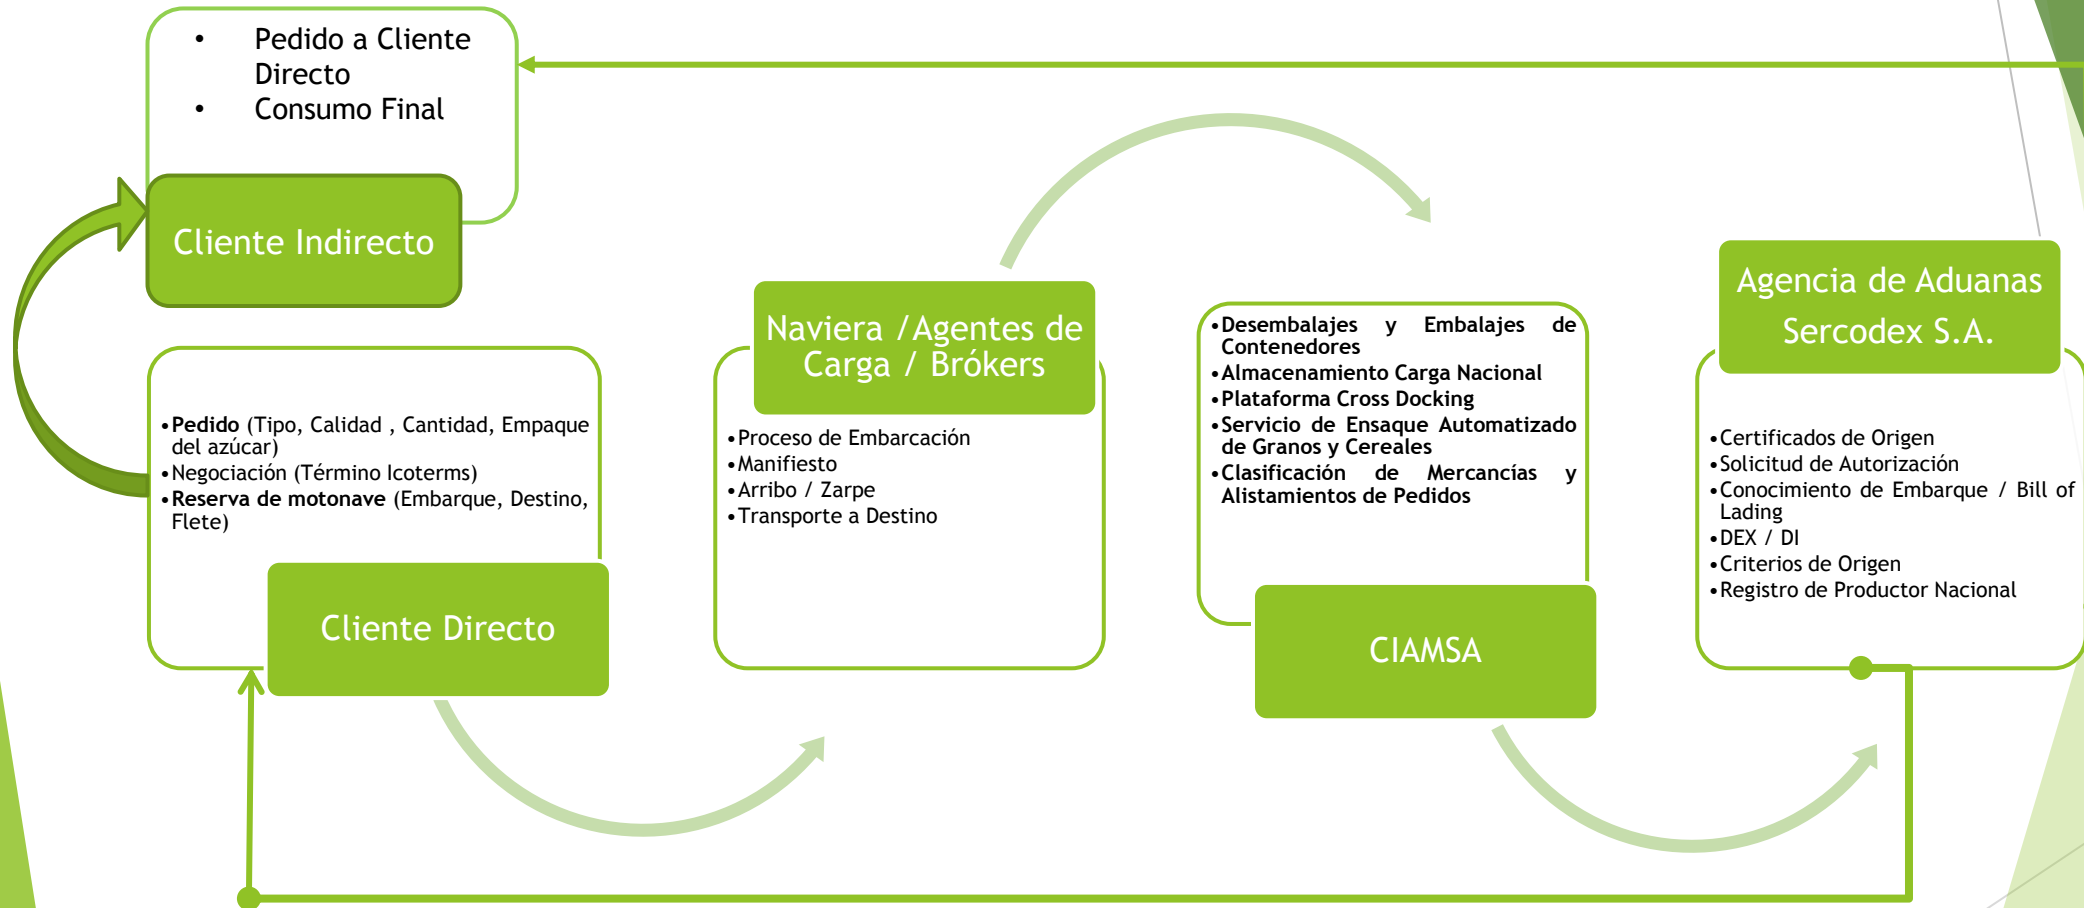 • Pedido a Cliente
Directo
• Consumo Final
Cliente Indirecto
•Pedido (Tipo, Calidad , Cantidad, Empaque
del azúcar)
•Negociación (Término Icoterms)
•Reserva de motonave (Embarque, Destino,
Flete)
Cliente Directo
Naviera /Agentes de
Carga / Brókers
•Proceso de Embarcación
•Manifiesto
•Arribo / Zarpe
•Transporte a Destino
•Desembalajes y Embalajes de
Contenedores
•Almacenamiento Carga Nacional
•Plataforma Cross Docking
•Servicio de Ensaque Automatizado
de Granos y Cereales
•Clasificación de Mercancías y
Alistamientos de Pedidos
CIAMSA
Agencia de Aduanas
Sercodex S.A.
•Certificados de Origen
•Solicitud de Autorización
•Conocimiento de Embarque / Bill of
Lading
•DEX / DI
•Criterios de Origen
•Registro de Productor Nacional